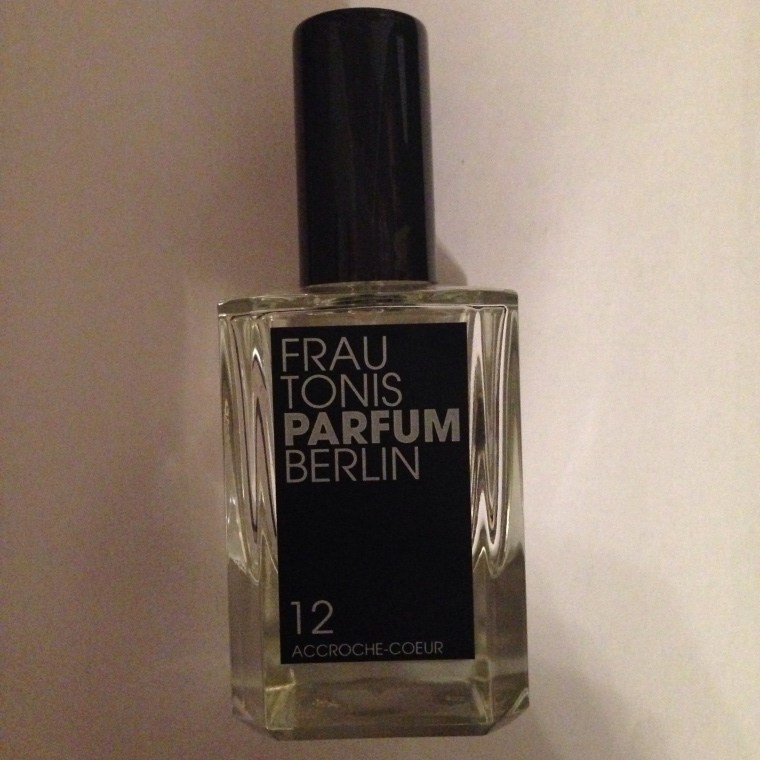 FRAU
TONIS
PARFUM
BERLIN
12
ACCROCHE-COEUR